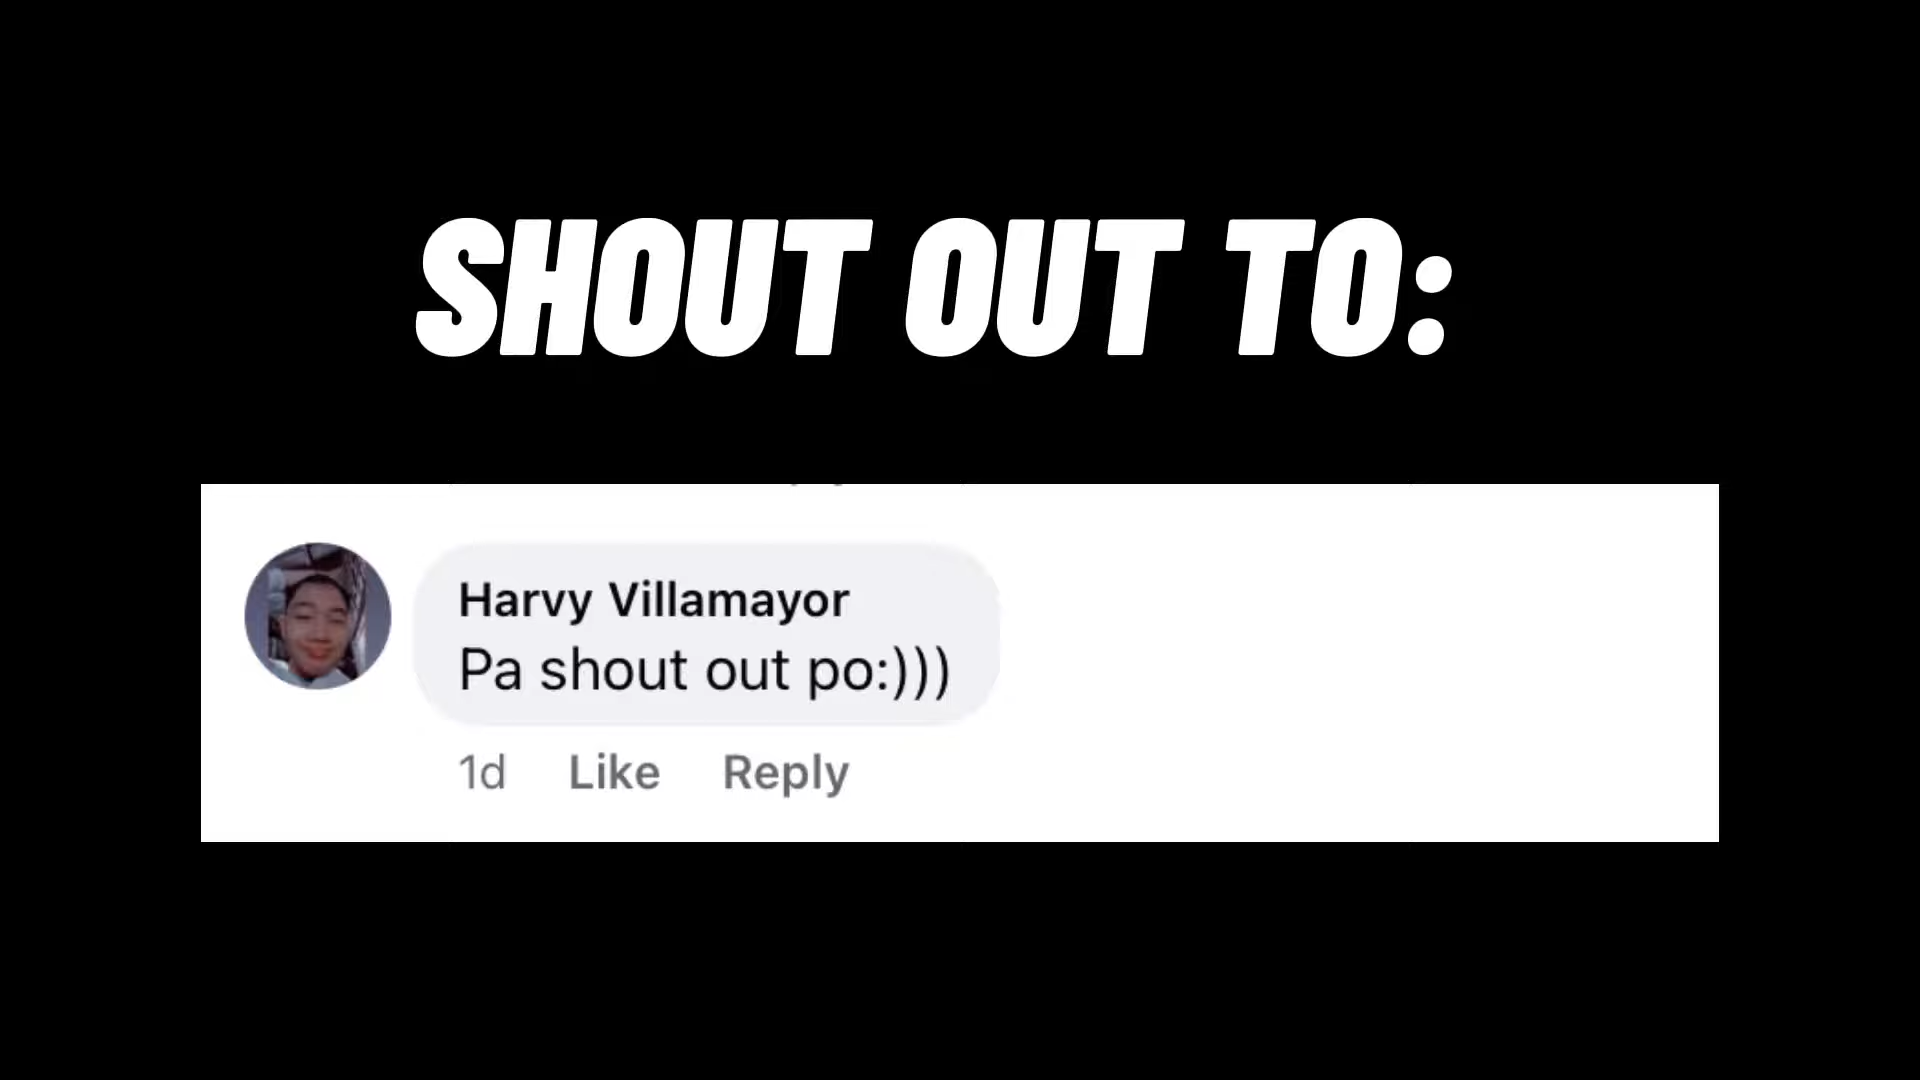 SHOUT OUT TO:
Harvy Villamayor
Pa shout out po:)))
1d Like Reply